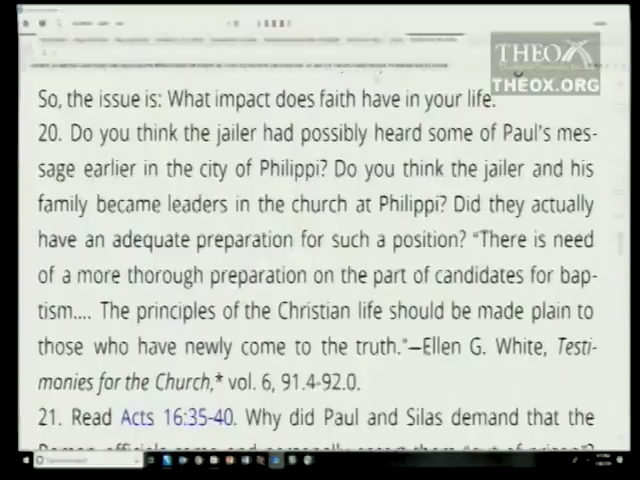 THEOX
THEOX.ORG
So, the issue is: What impact does faith have in your life.
20. Do you think the jailer had possibly heard some of Paul's mes-
sage earlier in the city of Philippi? Do you think the jailer and his
family became leaders in the church at Philippi? Did they actually
have an adequate preparation for such a position? "There is need
of a more thorough preparation on the part of candidates for bap-
tism.... The principles of the Christian life should be made plain to
those who have newly come to the truth."—Ellen G. White, Testi-
monies for the Church,* vol. 6, 91.4-92.0.
21. Read Acts 16:35-40. Why did Paul and Silas demand that the